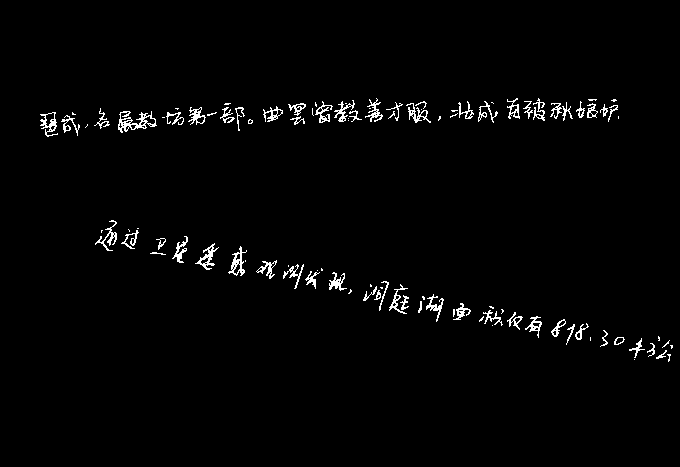 琶成,名属教坊第一部。曲罢曾教善才服,壮成百被秋娘妒
通过卫星遥感观测发现,洞庭湖面积仅有818.30平方公